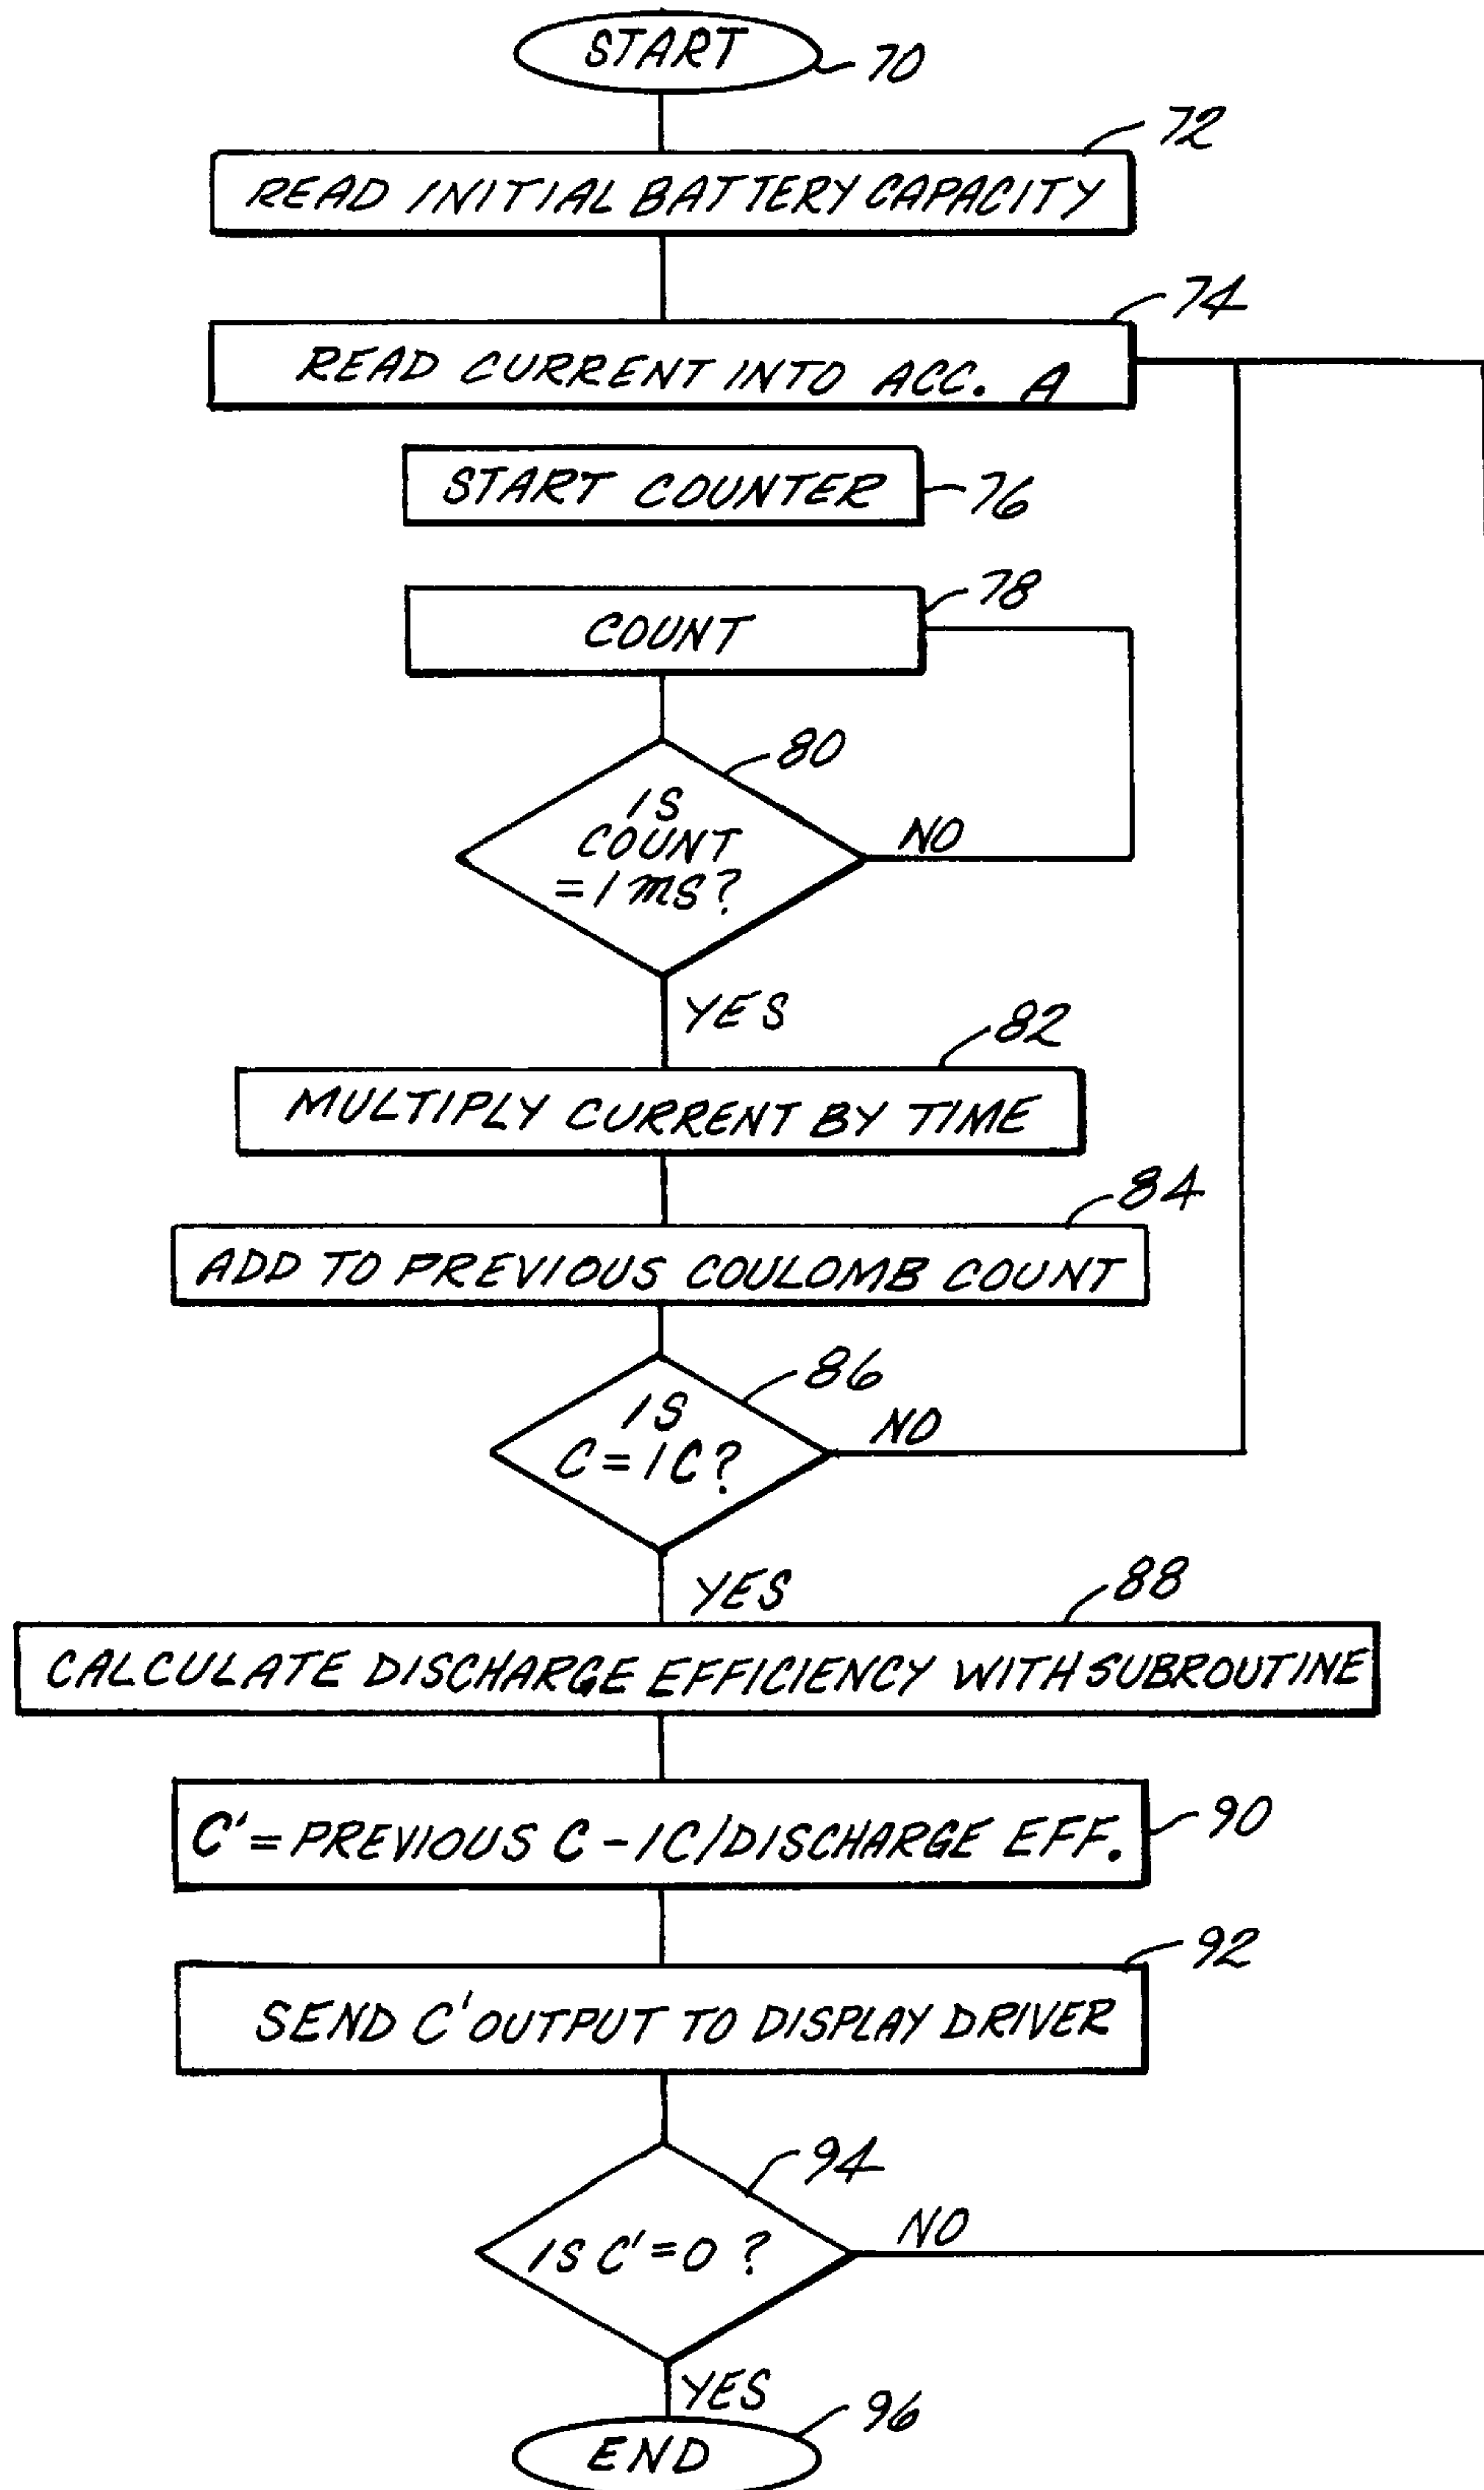 START
70
72
READ INITIAL BATTERY CAPACITY
74
READ CURRENT INTO ACC. A
START COUNTER
76
78
COUNT
80
IS
COUNT
=1 ms?
NO
YES
82
MULTIPLY CURRENT BY TIME
84
ADD TO PREVIOUS COULOMB COUNT
86
IS
C=1C?
NO
YES
88
CALCULATE DISCHARGE EFFICIENCY WITH SUBROUTINE
C'=PREVIOUS C-1C/DISCHARGE EFF.
90
92
SEND C' OUTPUT TO DISPLAY DRIVER
94
IS C'=0 ?
NO
YES
96
END